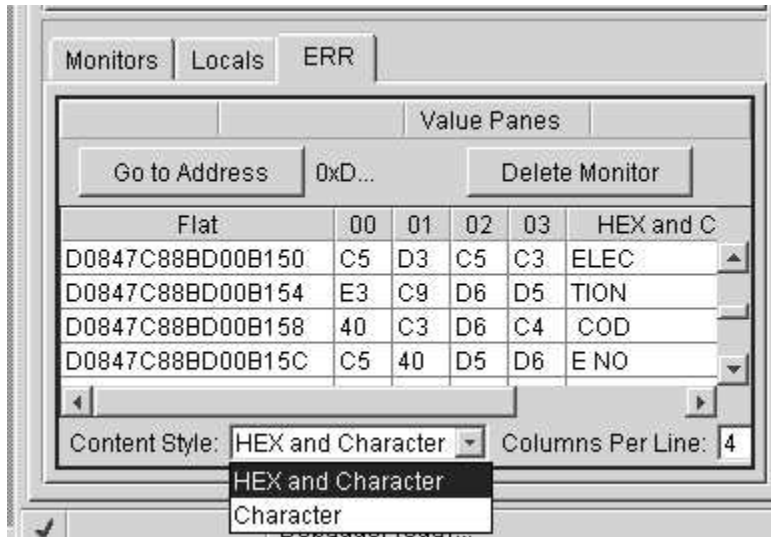 Monitors Locals ERR
Value Panes
Go to Address 0xD... Delete Monitor
Flat 00 01 02 03 HEX and C
D0847C88BD00B150 C5 D3 C5 C3 ELEC
D0847C88BD00B154 E3 C9 D6 D5 TION
D0847C88BD00B158 40 C3 D6 C4 COD
D0847C88BD00B15C C5 40 D5 D6 E NO
Content Style: HEX and Character Columns Per Line: 4
HEX and Character
Character